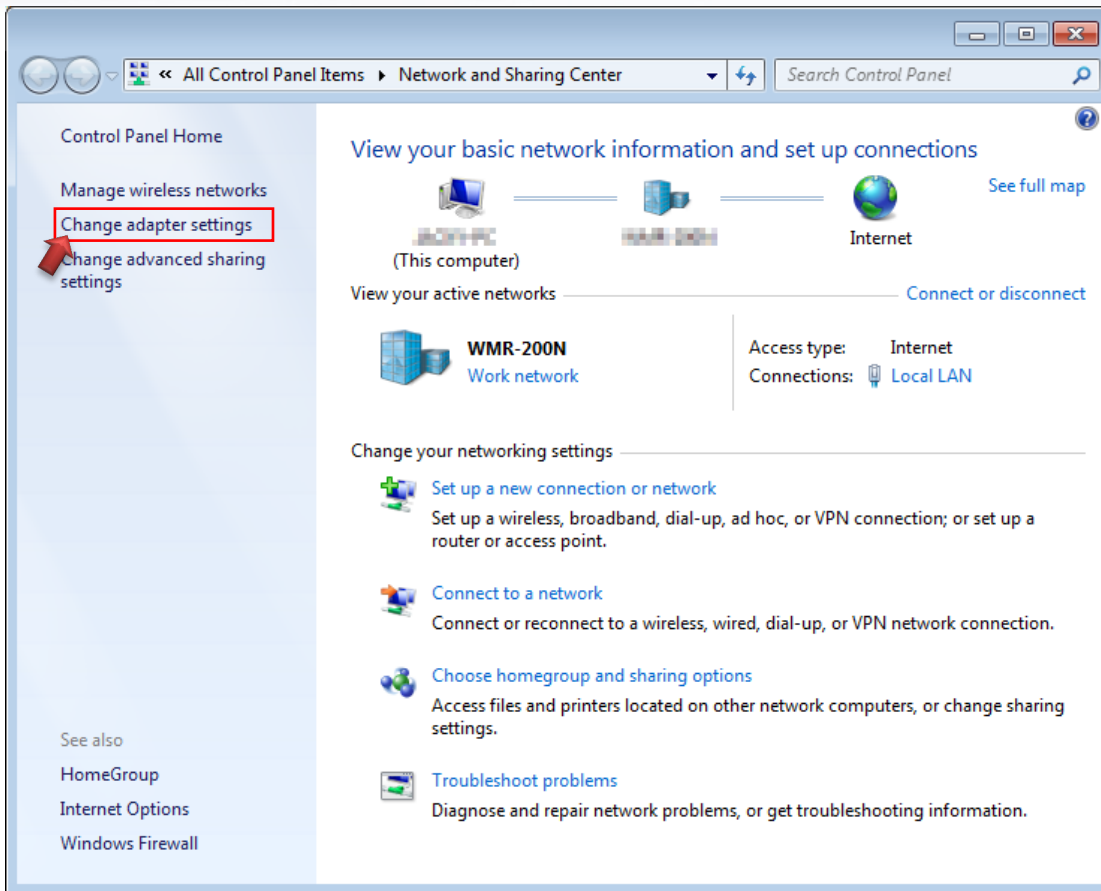 « All Control Panel Items ▸ Network and Sharing Center
Search Control Panel
Control Panel Home
Manage wireless networks
Change adapter settings
Change advanced sharing
settings
See also
HomeGroup
Internet Options
Windows Firewall
View your basic network information and set up connections
See full map
(This computer)
Internet
View your active networks
Connect or disconnect
WMR-200N
Work network
Access type: Internet
Connections: Local LAN
Change your networking settings
Set up a new connection or network
Set up a wireless, broadband, dial-up, ad hoc, or VPN connection; or set up a
router or access point.
Connect to a network
Connect or reconnect to a wireless, wired, dial-up, or VPN network connection.
Choose homegroup and sharing options
Access files and printers located on other network computers, or change sharing
settings.
Troubleshoot problems
Diagnose and repair network problems, or get troubleshooting information.